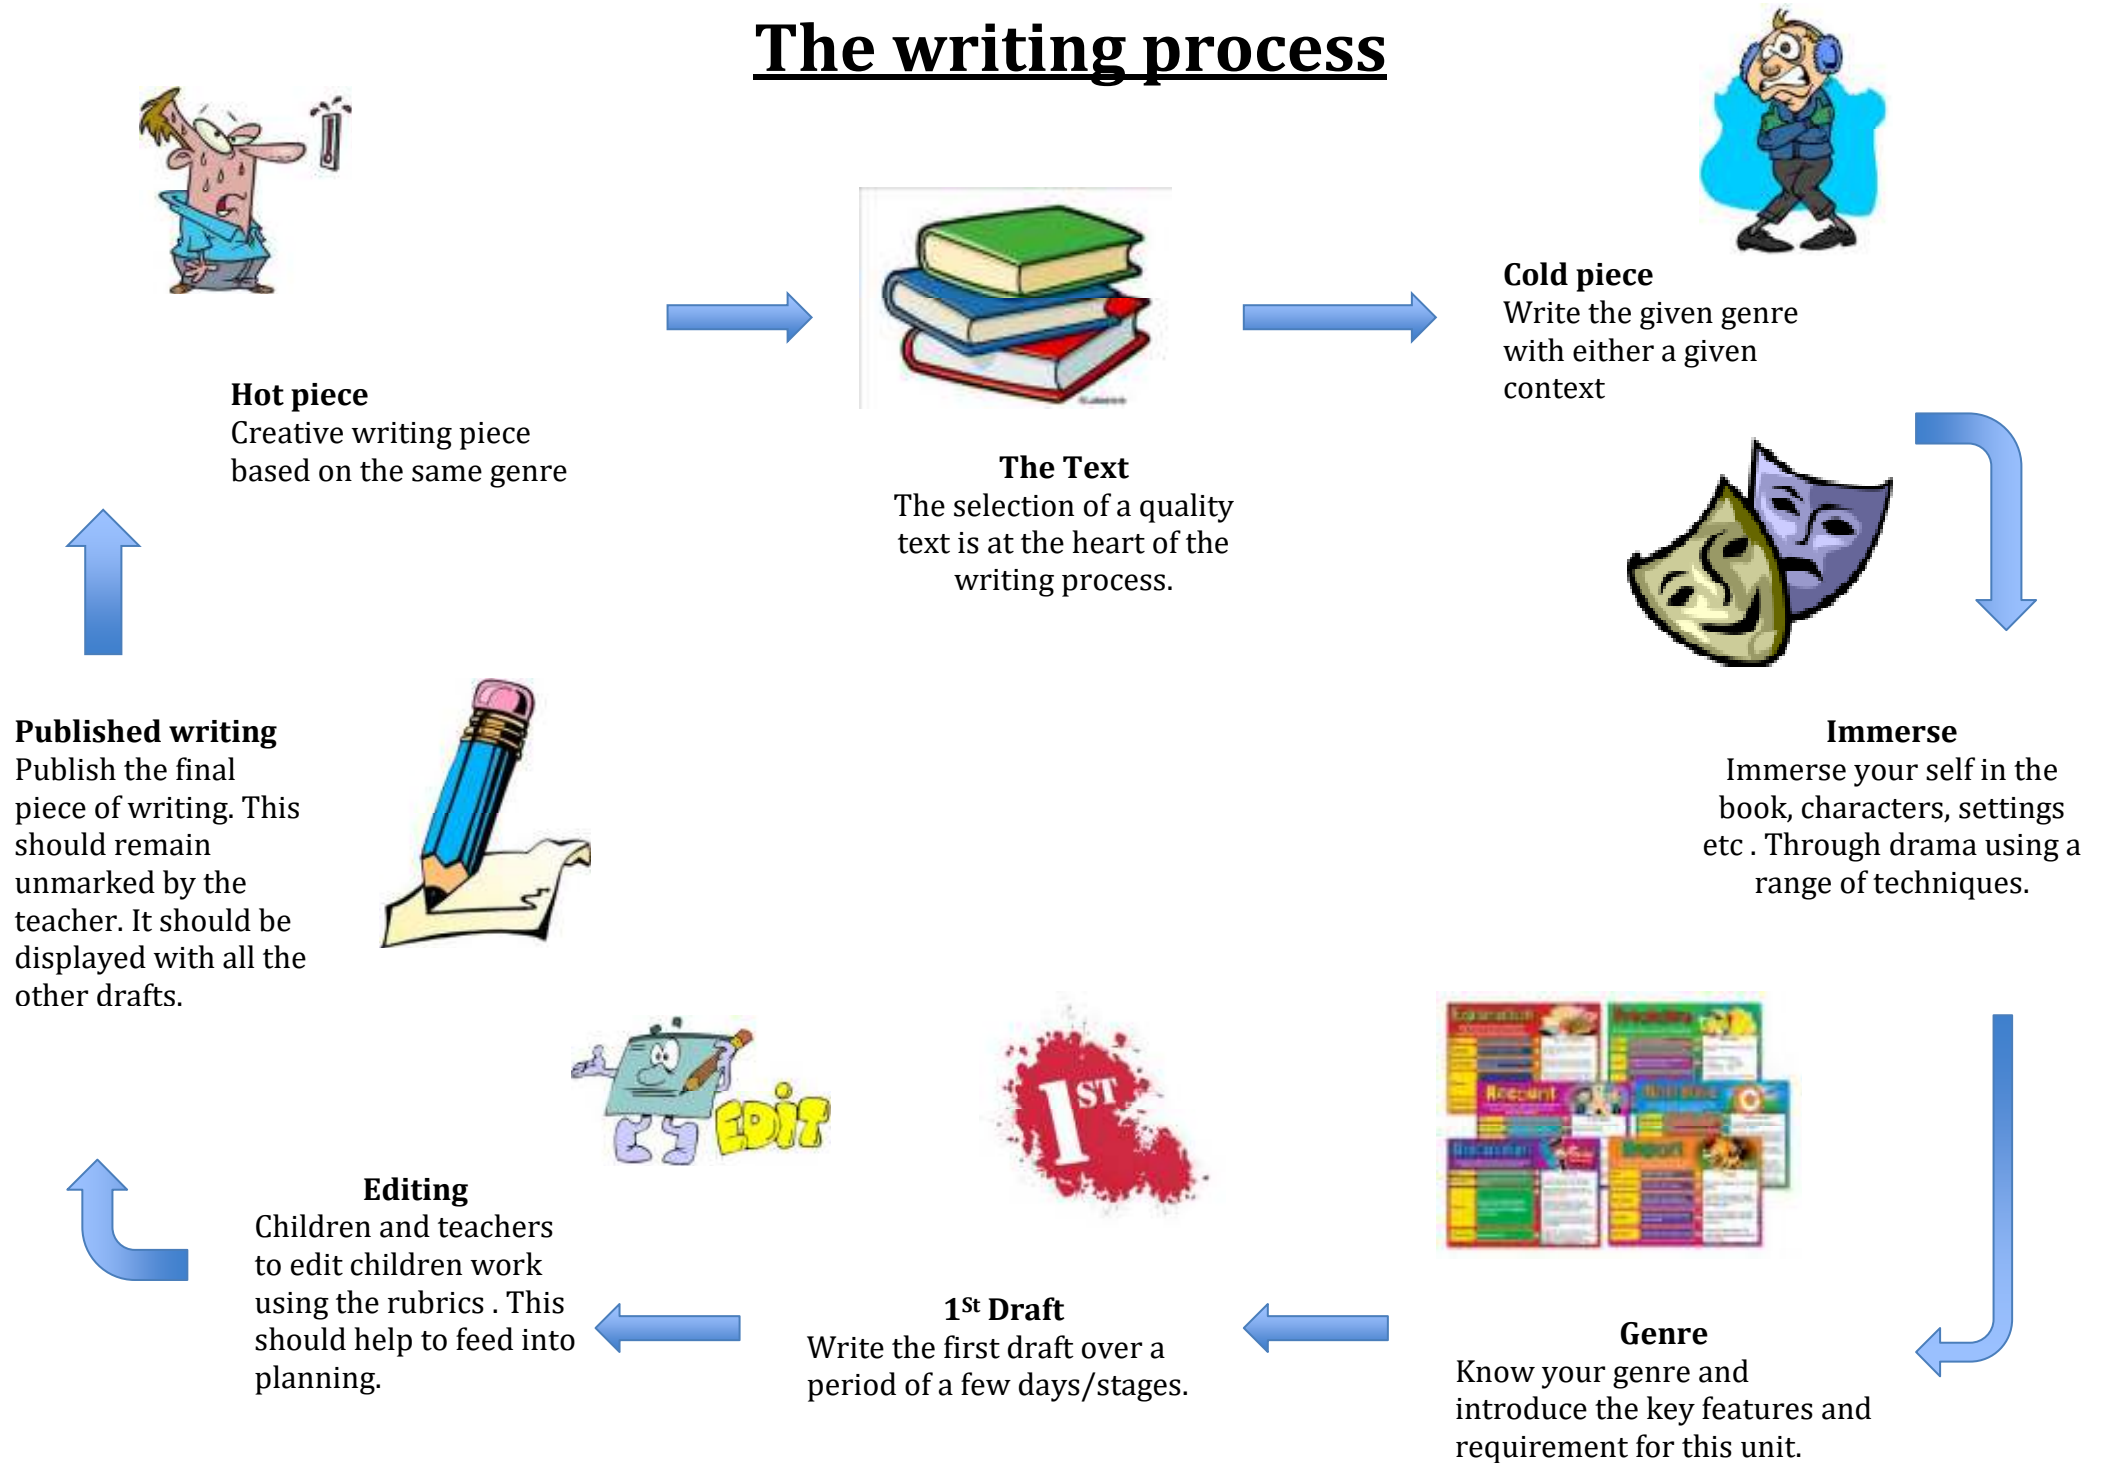 The writing process
Hot piece
Creative writing piece
based on the same genre
The Text
The selection of a quality
text is at the heart of the
writing process.
Cold piece
Write the given genre
with either a given
context
Immerse
Immerse your self in the
book, characters, settings
etc . Through drama using a
range of techniques.
Published writing
Publish the final
piece of writing. This
should remain
unmarked by the
teacher. It should be
displayed with all the
other drafts.
EDiT
Editing
Children and teachers
to edit children work
using the rubrics . This
should help to feed into
planning.
1ST
1St Draft
Write the first draft over a
period of a few days/stages.
Explanation
Recount
Discussion
Report
Genre
Know your genre and
introduce the key features and
requirement for this unit.